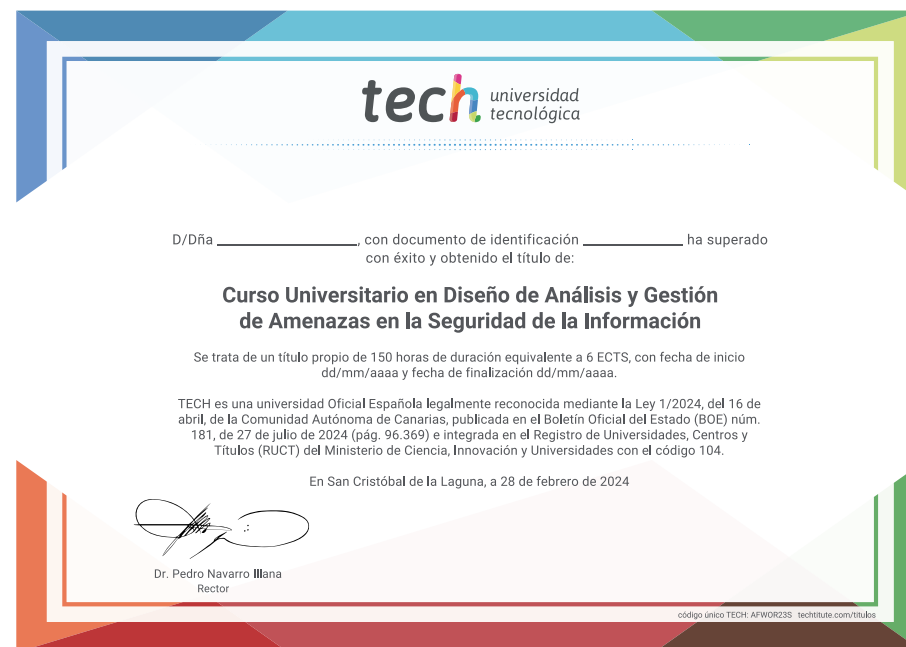 tech universidad
tecnológica
D/Dña ____________________, con documento de identificación ______________ ha superado
con éxito y obtenido el título de:
Curso Universitario en Diseño de Análisis y Gestión
de Amenazas en la Seguridad de la Información
Se trata de un título propio de 150 horas de duración equivalente a 6 ECTS, con fecha de inicio
dd/mm/aaaa y fecha de finalización dd/mm/aaaa.
TECH es una universidad Oficial Española legalmente reconocida mediante la Ley 1/2024, del 16 de
abril, de la Comunidad Autónoma de Canarias, publicada en el Boletín Oficial del Estado (BOE) núm.
181, de 27 de julio de 2024 (pág. 96.369) e integrada en el Registro de Universidades, Centros y
Títulos (RUCT) del Ministerio de Ciencia, Innovación y Universidades con el código 104.
En San Cristóbal de la Laguna, a 28 de febrero de 2024
Dr. Pedro Navarro Illana
Rector
código único TECH: AFWOR23S techtitute.com/titulos